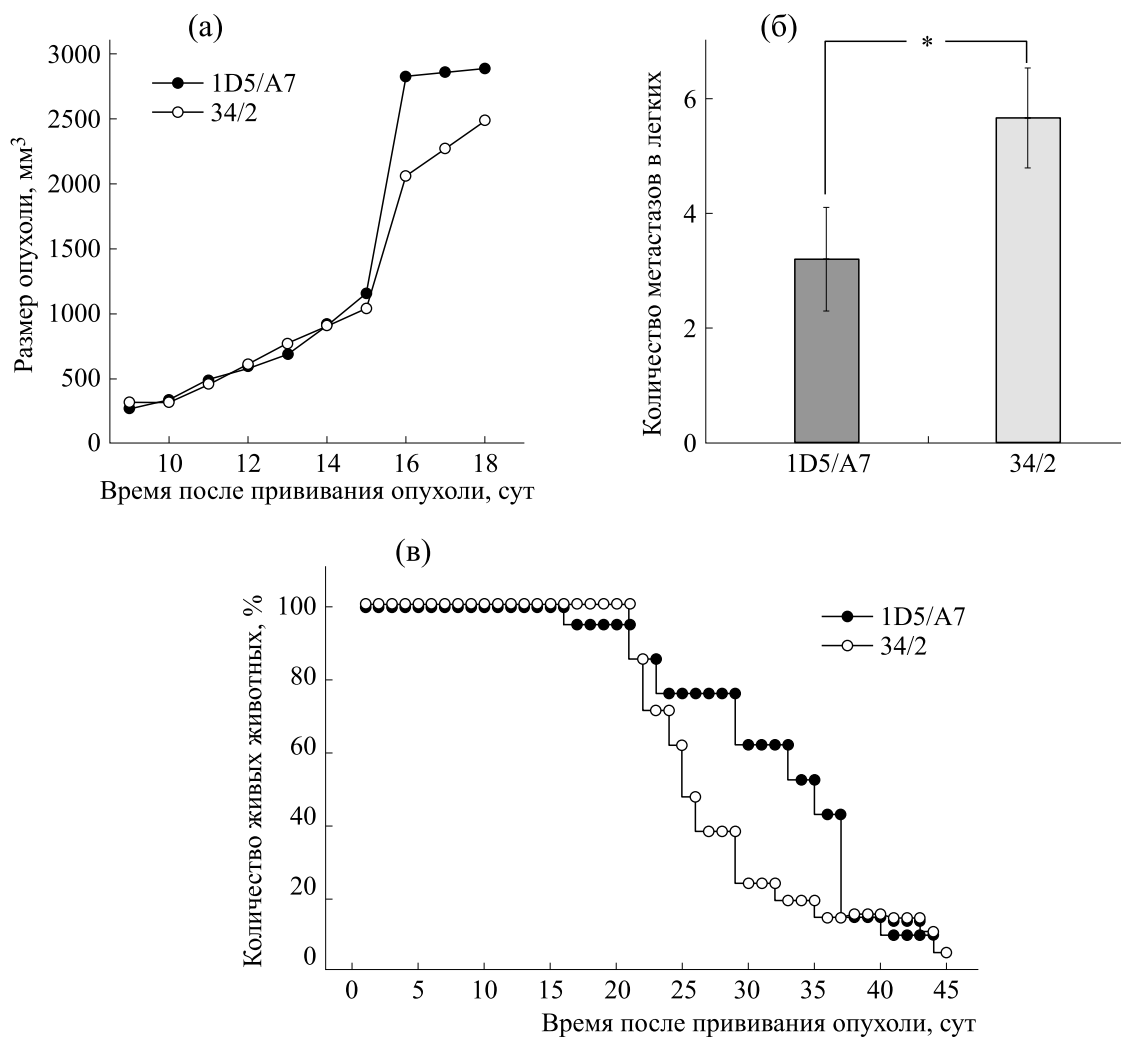 (а)
Размер опухоли, мм³
3000
2500
2000
1500
1000
500
0
1D5/A7
34/2
10 12 14 16 18
Время после прививания опухоли, сут
(б)
Количество метастазов в легких
6
4
2
0
*
1D5/A7 34/2
(в)
Количество живых животных, %
100
80
60
40
20
0
1D5/A7
34/2
0 5 10 15 20 25 30 35 40 45
Время после прививания опухоли, сут